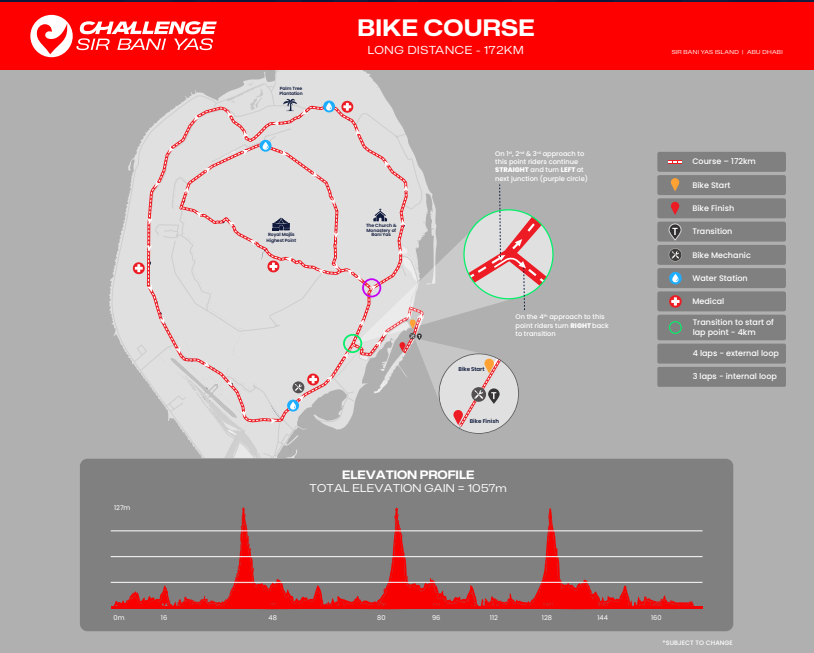 CHALLENGE
SIR BANI YAS
BIKE COURSE
LONG DISTANCE - 172KM
SIR BANI YAS ISLAND | ABU DHABI
Palm Tree
Plantation
Royal Majlis
Highest Point
The Church &
Monastery of
Bani Yas
On 1st, 2nd & 3rd approach to
this point riders continue
STRAIGHT and turn LEFT at
next junction (purple circle)
On the 4th approach to this
point riders turn RIGHT back
to transition
Bike Start
T
Bike Finish
Course – 172km
Bike Start
Bike Finish
T
Transition
Bike Mechanic
Water Station
Medical
Transition to start of
lap point - 4km
4 laps - external loop
3 laps - internal loop
ELEVATION PROFILE
TOTAL ELEVATION GAIN = 1057m
127m
0m 16 48 80 96 112 128 144 160
*SUBJECT TO CHANGE